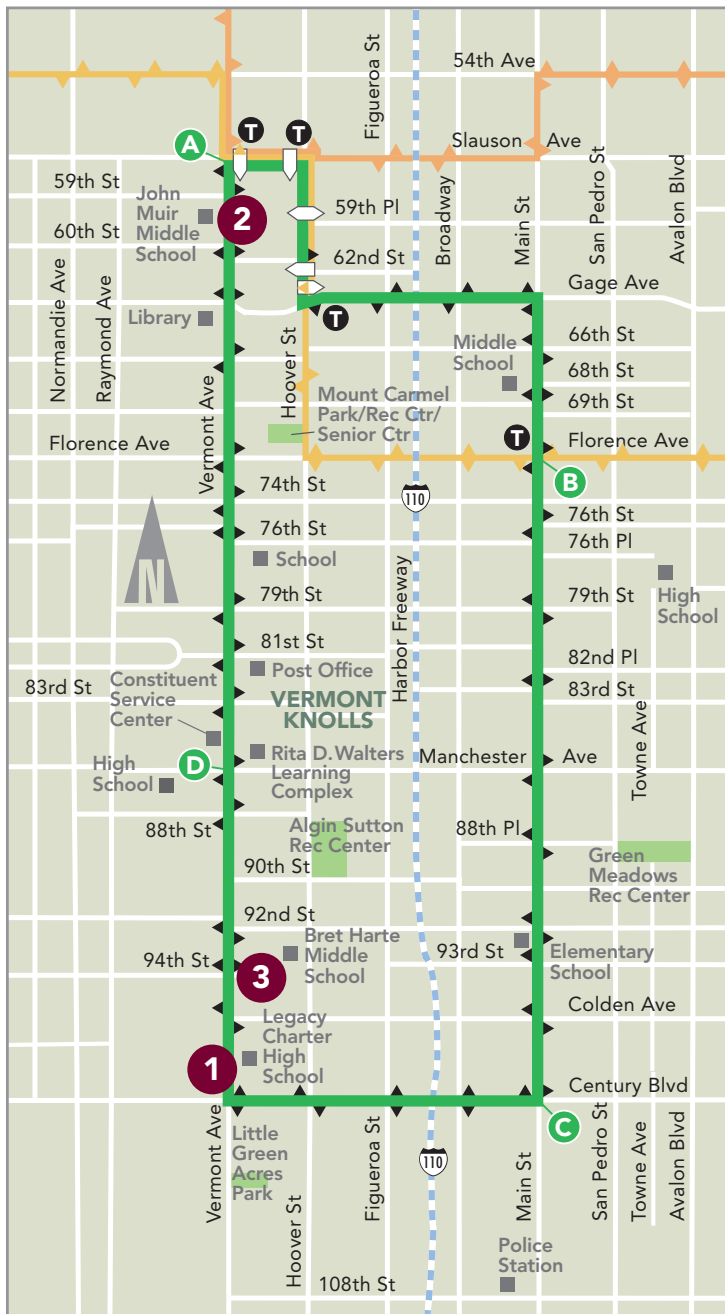 54th Ave
Figueroa St
T
T
A
Slauson Ave
59th St
John
Muir
Middle
School
2
59th Pl
Broadway
Main St
San Pedro St
Avalon Blvd
60th St
62nd St
Normandie Ave
Raymond Ave
Gage Ave
Library
T
Hoover St
Middle
School
66th St
68th St
69th St
Vermont Ave
Mount Carmel
Park/Rec Ctr/
Senior Ctr
T
Florence Ave
Florence Ave
B
74th St
110
76th St
76th St
76th Pl
N
School
High
School
79th St
79th St
Harbor Freeway
81st St
82nd Pl
Post Office
83rd St
83rd St
Constituent
Service
Center
VERMONT
KNOLLS
Towne Ave
D
Rita D. Walters
Learning
Complex
Manchester Ave
High
School
88th St
Algin Sutton
Rec Center
88th Pl
90th St
Green
Meadows
Rec Center
92nd St
Bret Harte
Middle
School
93rd St
Elementary
School
94th St
3
Colden Ave
Legacy
Charter
High
School
1
Century Blvd
C
Vermont Ave
Little
Green
Acres
Park
Hoover St
Figueroa St
110
Main St
San Pedro St
Towne Ave
Avalon Blvd
Police
Station
108th St